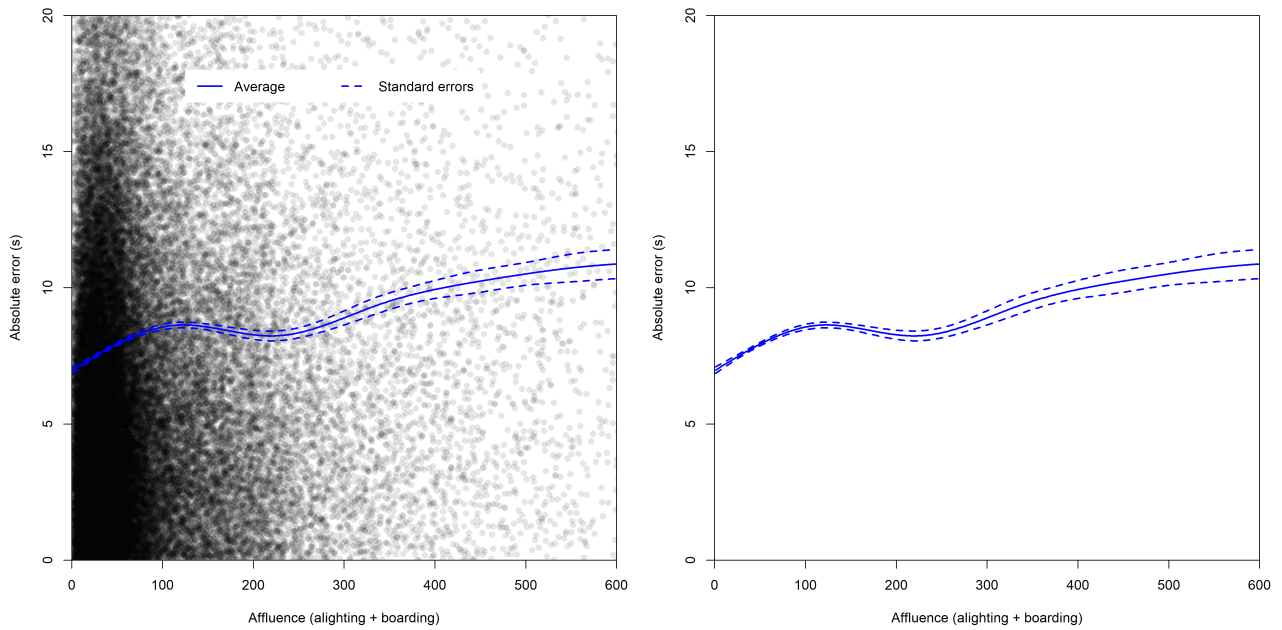 20
15
10
5
0
Absolute error (s)
Average
Standard errors
0 100 200 300 400 500 600
Affluence (alighting + boarding)
20
15
10
5
0
Absolute error (s)
0 100 200 300 400 500 600
Affluence (alighting + boarding)